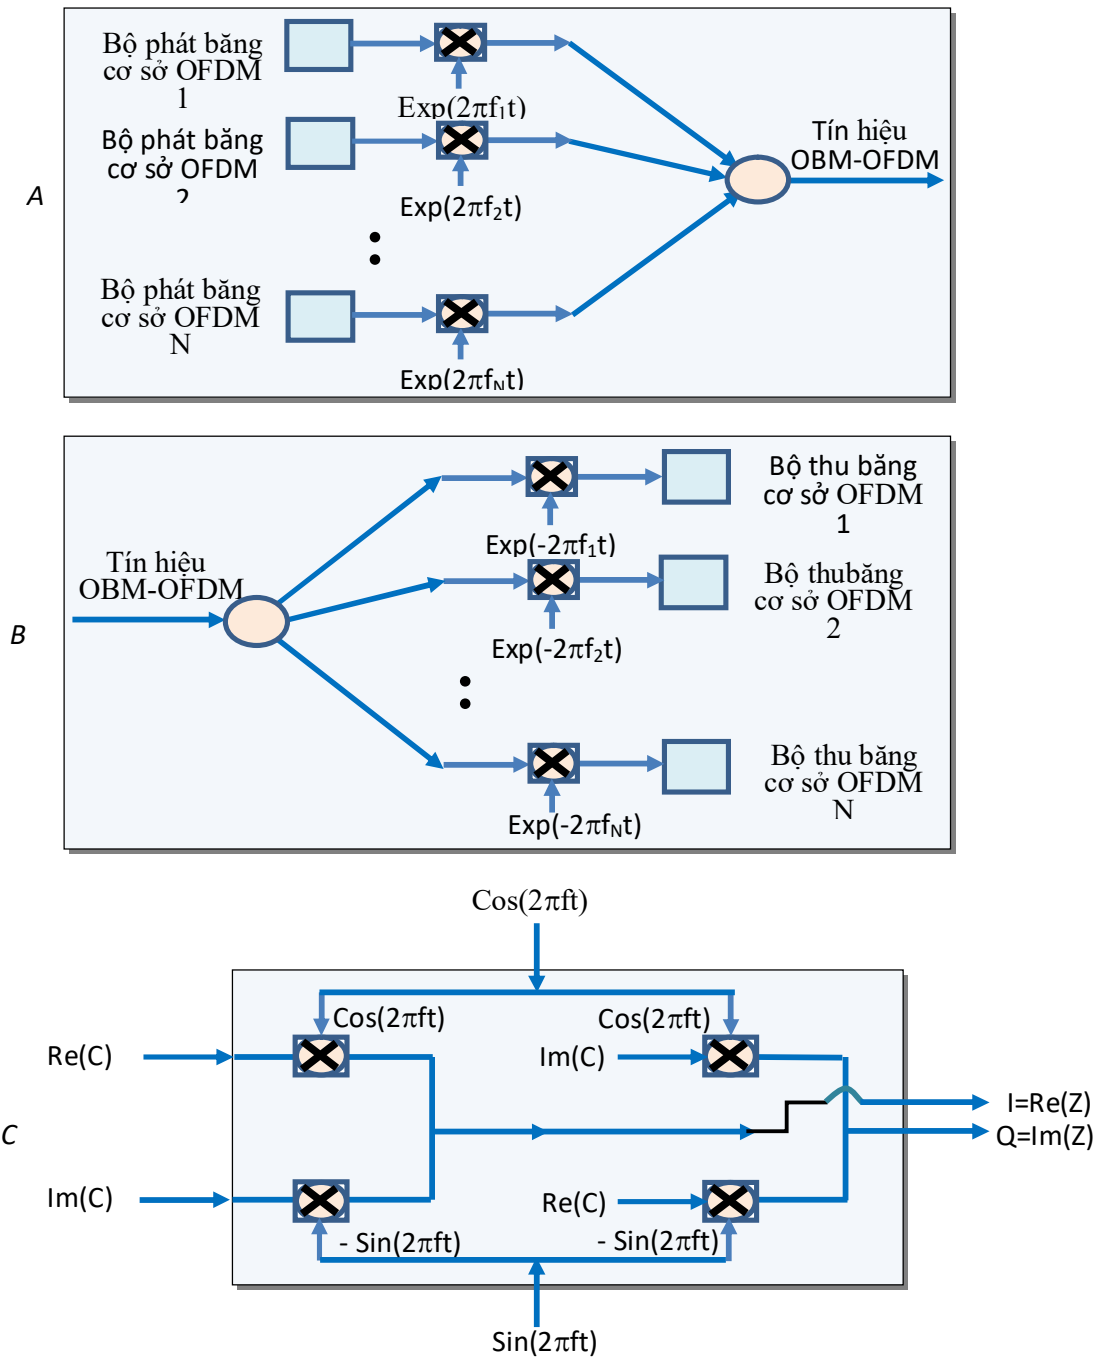 Bộ phát băng
cơ sở OFDM
1
Exp(2πf₁t)
Bộ phát băng
cơ sở OFDM
2
Exp(2πf₂t)
Tín hiệu
OBM-OFDM
A
Bộ phát băng
cơ sở OFDM
N
Exp(2πf_Nt)
Bộ thu băng
cơ sở OFDM
1
Exp(-2πf₁t)
Tín hiệu
OBM-OFDM
Bộ thubăng
cơ sở OFDM
2
B
Exp(-2πf₂t)
Bộ thu băng
cơ sở OFDM
N
Exp(-2πf_Nt)
Cos(2πft)
Cos(2πft)
Cos(2πft)
Re(C)
Im(C)
I=Re(Z)
C
Q=Im(Z)
Im(C)
Re(C)
- Sin(2πft)
- Sin(2πft)
Sin(2πft)